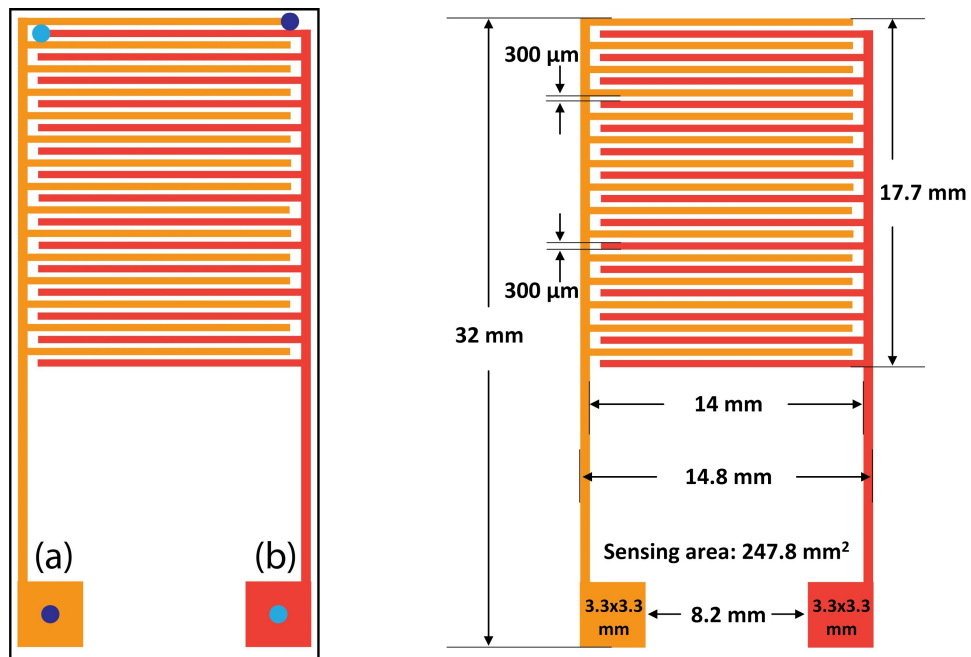 (a)
(b)
300 µm
300 µm
32 mm
17.7 mm
14 mm
14.8 mm
Sensing area: 247.8 mm²
3.3x3.3
mm
8.2 mm
3.3x3.3
mm